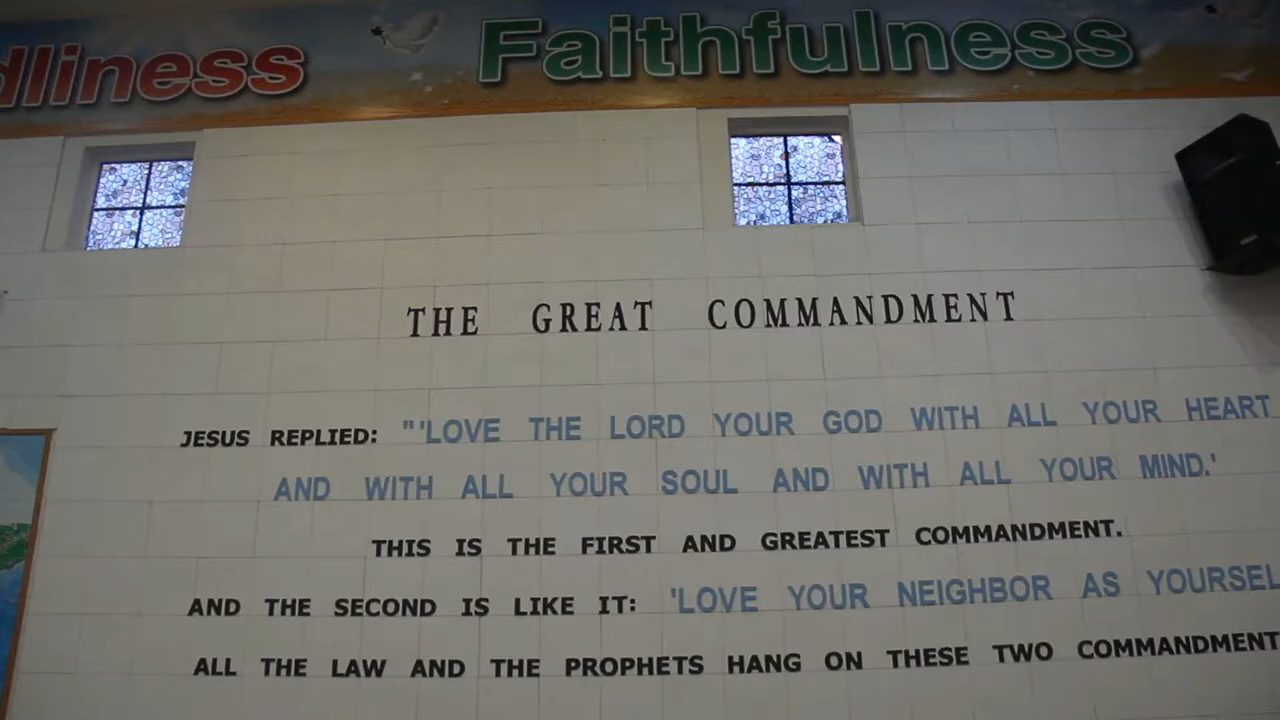 dliness Faithfulness
THE GREAT COMMANDMENT
JESUS REPLIED: "'LOVE THE LORD YOUR GOD WITH ALL YOUR HEART
AND WITH ALL YOUR SOUL AND WITH ALL YOUR MIND.'
THIS IS THE FIRST AND GREATEST COMMANDMENT.
AND THE SECOND IS LIKE IT: 'LOVE YOUR NEIGHBOR AS YOURSEL
ALL THE LAW AND THE PROPHETS HANG ON THESE TWO COMMANDMENT